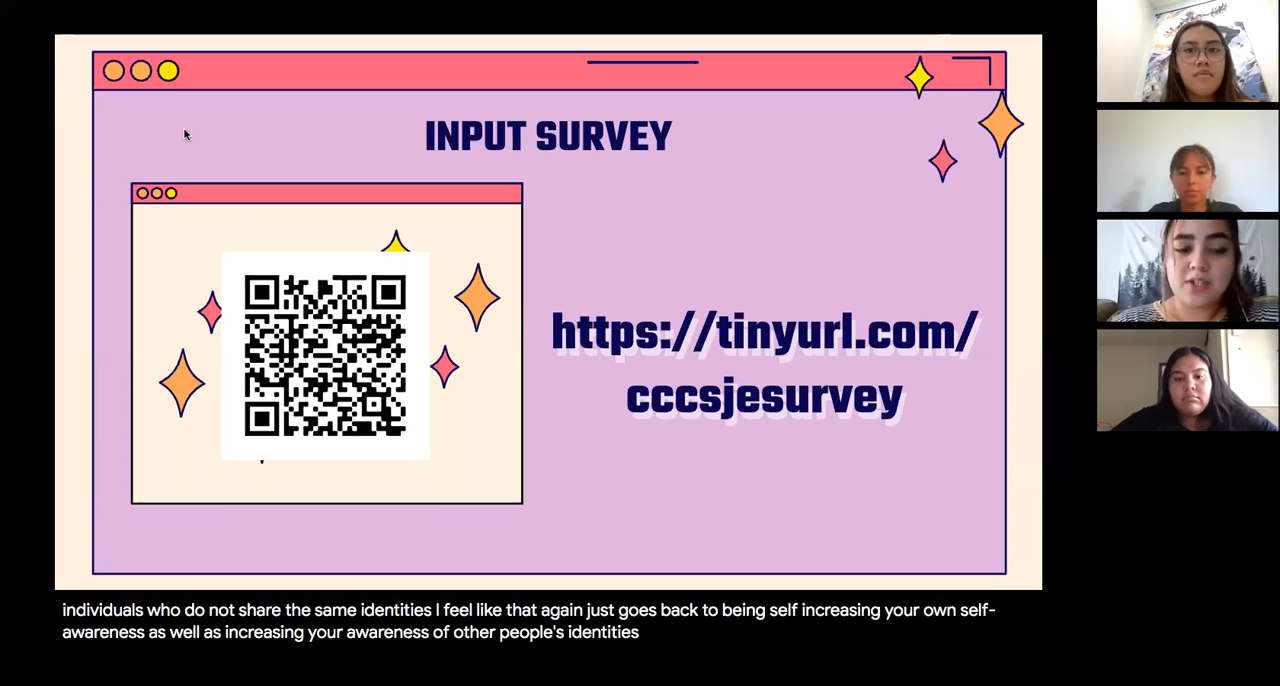 INPUT SURVEY
https://tinyurl.com/
cccsjesurvey
individuals who do not share the same identities I feel like that again just goes back to being self increasing your own self-
awareness as well as increasing your awareness of other people's identities